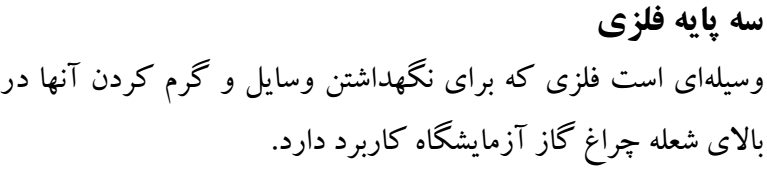 سه پایه فلزی
وسیله‌ای است فلزی که برای نگهداشتن وسایل و گرم کردن آنها در
بالای شعله چراغ گاز آزمایشگاه کاربرد دارد.